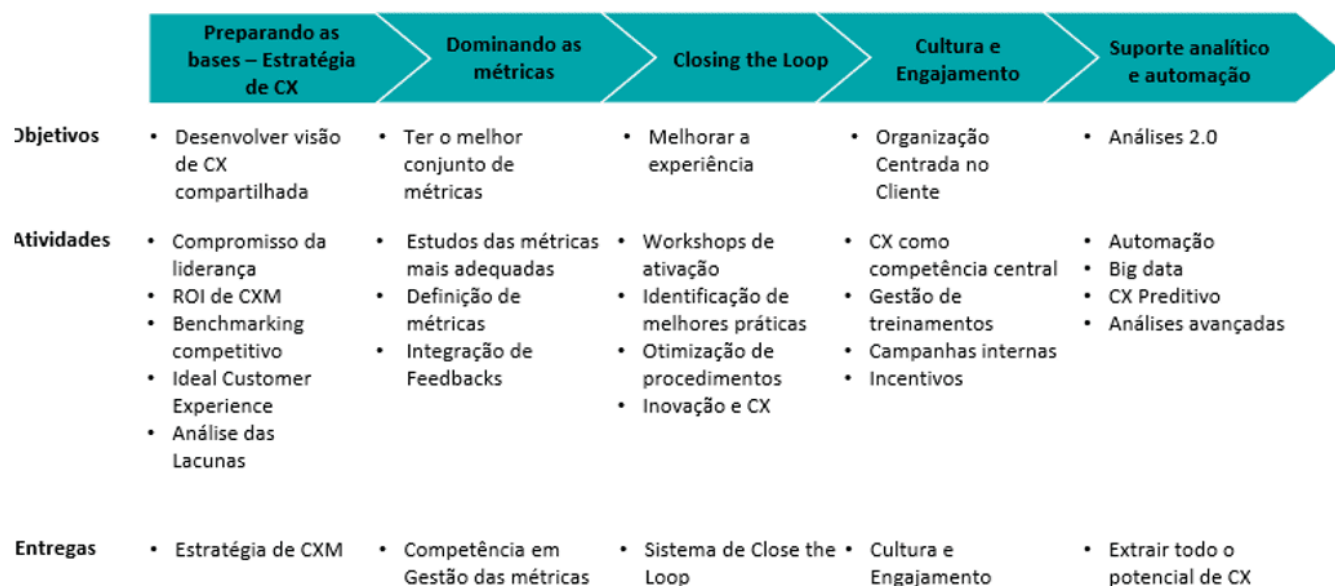 Preparando as
bases – Estratégia
de CX
Dominando as
métricas
Closing the Loop
Cultura e
Engajamento
Suporte analítico
e automação
Objetivos
• Desenvolver visão
de CX
compartilhada
• Ter o melhor
conjunto de
métricas
• Melhorar a
experiência
• Organização
Centrada no
Cliente
• Análises 2.0
Atividades
• Compromisso da
liderança
• ROI de CXM
• Benchmarking
competitivo
• Ideal Customer
Experience
• Análise das
Lacunas
• Estudos das métricas
mais adequadas
• Definição de
métricas
• Integração de
Feedbacks
• Workshops de
ativação
• Identificação de
melhores práticas
• Otimização de
procedimentos
• Inovação e CX
• CX como
competência central
• Gestão de
treinamentos
• Campanhas internas
• Incentivos
• Automação
• Big data
• CX Preditivo
• Análises avançadas
Entregas
• Estratégia de CXM
• Competência em
Gestão das métricas
• Sistema de Close the
Loop
• Cultura e
Engajamento
• Extrair todo o
potencial de CX